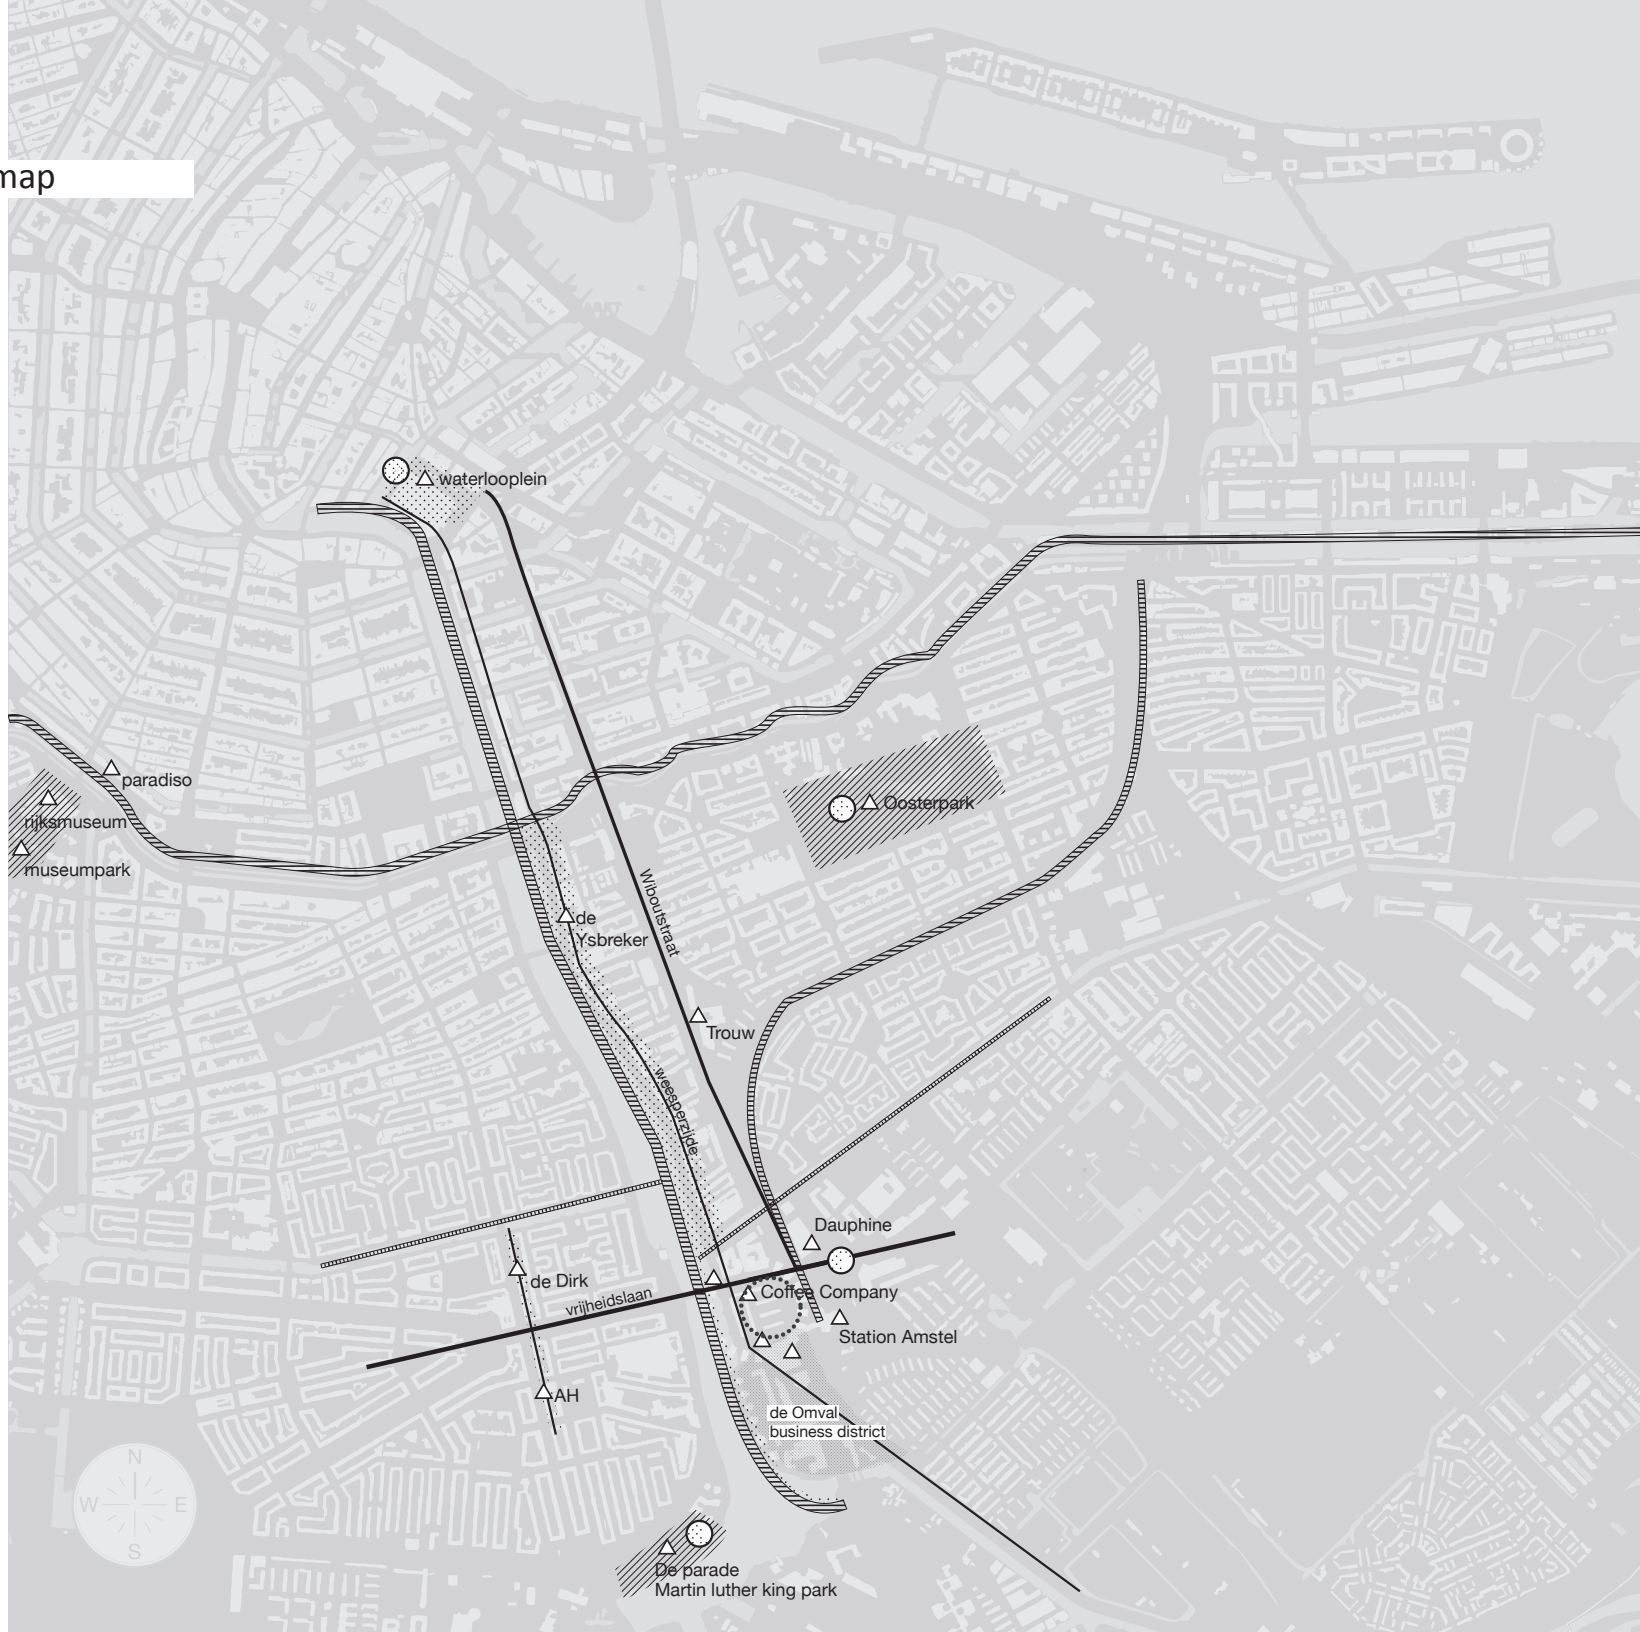 map
waterlooplein
paradiso
rijksmuseum
museumpark
Oosterpark
Wiboutstraat
de
Ysbreker
Trouw
weesperzijde
Dauphine
de Dirk
vrijheidslaan
Coffee Company
Station Amstel
AH
de Omval
business district
N
W E
S
De parade
Martin luther king park